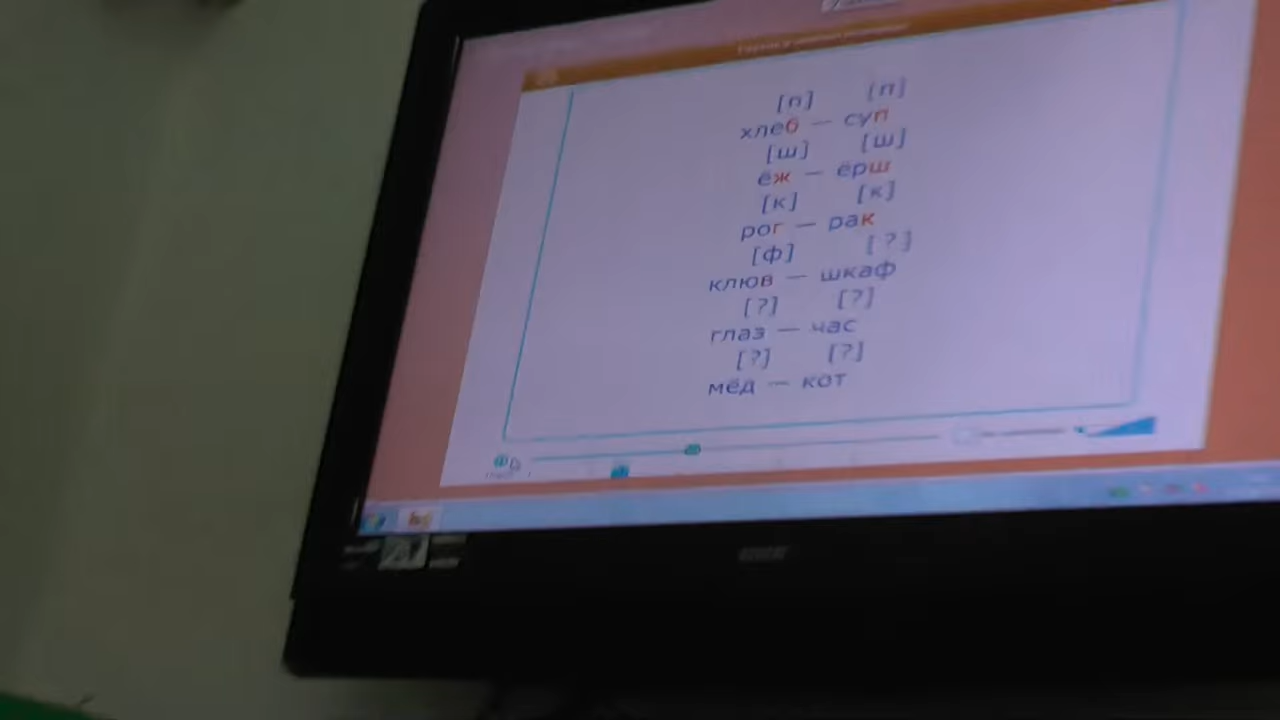 [п] [п]
хлеб — суп
[ш] [ш]
ёж — ёрш
[к] [к]
рог — рак
[ф] [?]
клюв — шкаф
[?] [?]
глаз — час
[?] [?]
мёд — кот